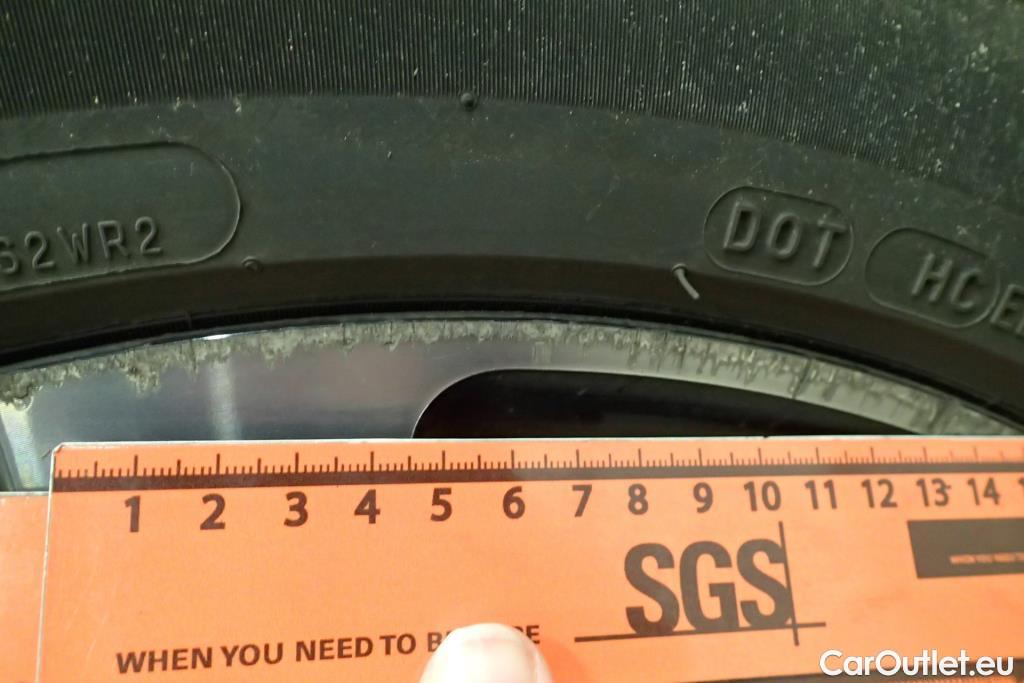 S2WR2
DOT HC
1 2 3 4 5 6 7 8 9 10 11 12 13 14
SGS
WHEN YOU NEED TO
CarOutlet.eu